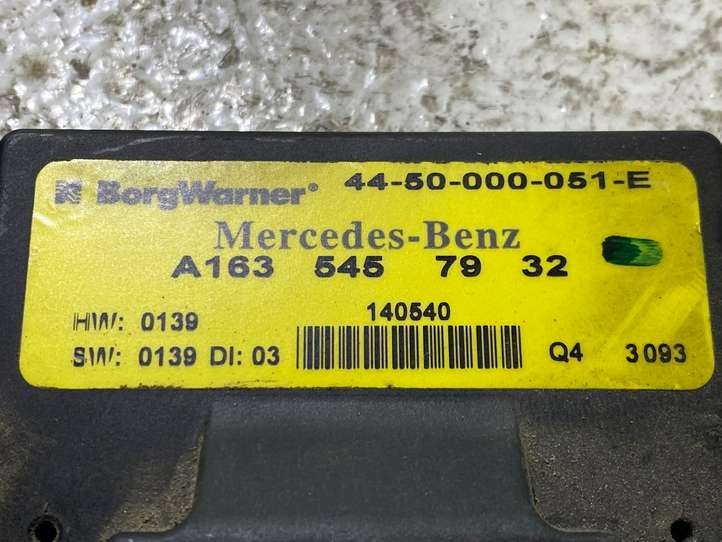 BorgWarner® 44-50-000-051-E
Mercedes-Benz
A163 545 79 32
HW: 0139 140540
SW: 0139 DI: 03 Q4 3093